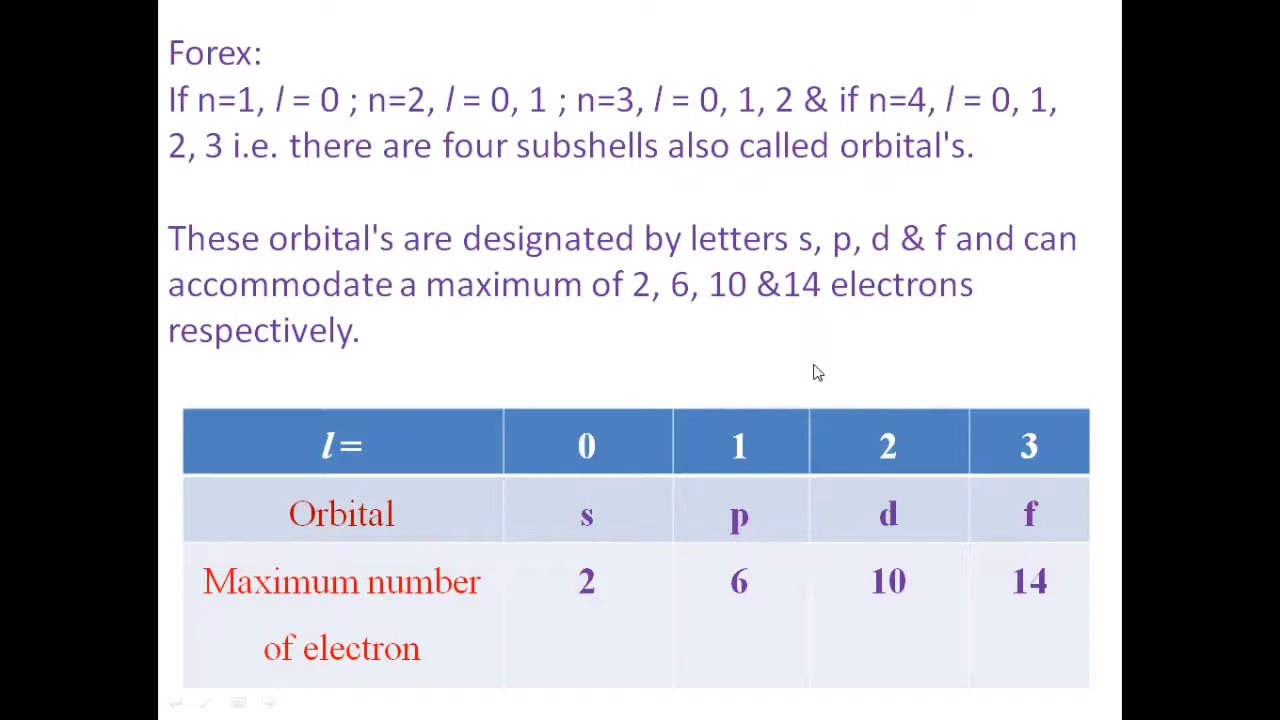 Forex:
If n=1, l = 0 ; n=2, l = 0, 1 ; n=3, l = 0, 1, 2 & if n=4, l = 0, 1,
2, 3 i.e. there are four subshells also called orbital's.
These orbital's are designated by letters s, p, d & f and can
accommodate a maximum of 2, 6, 10 &14 electrons
respectively.
l = 0 1 2 3
Orbital s p d f
Maximum number 2 6 10 14
of electron